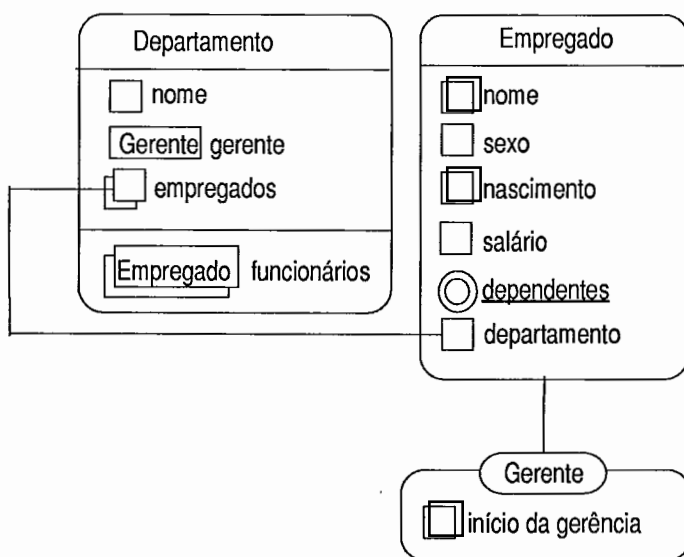 Departamento
nome
Gerente gerente
empregados
Empregado funcionários
Empregado
nome
sexo
nascimento
salário
dependentes
departamento
Gerente
início da gerência